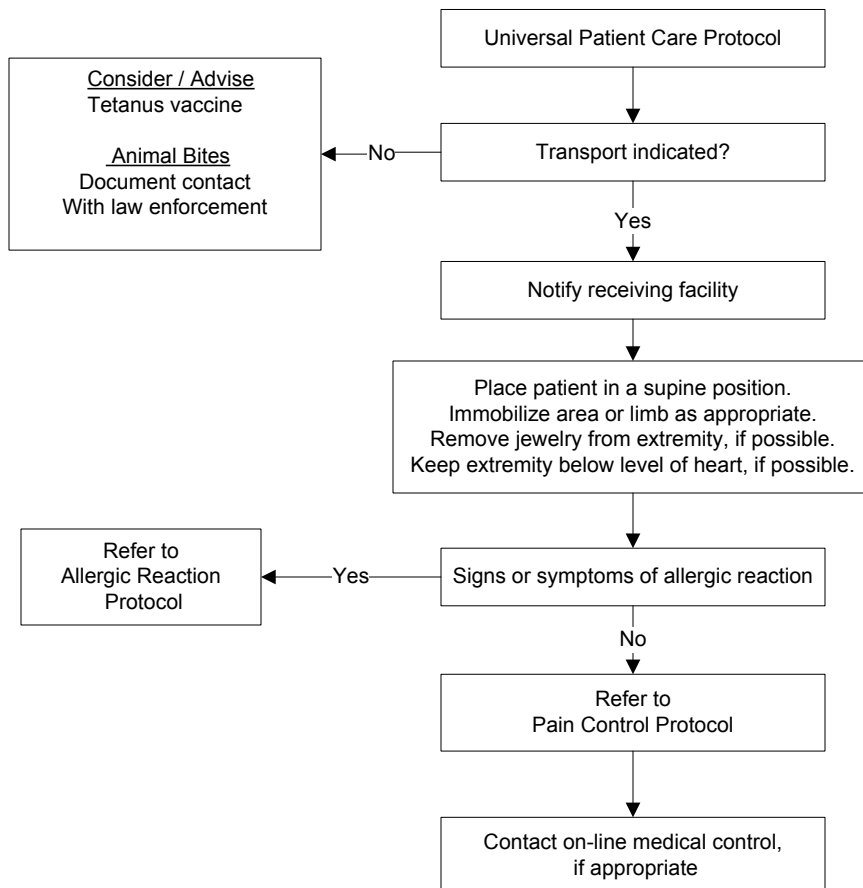 Universal Patient Care Protocol
Consider / Advise
Tetanus vaccine
Animal Bites
Document contact
With law enforcement
No
Transport indicated?
Yes
Notify receiving facility
Place patient in a supine position.
Immobilize area or limb as appropriate.
Remove jewelry from extremity, if possible.
Keep extremity below level of heart, if possible.
Refer to
Allergic Reaction
Protocol
Yes
Signs or symptoms of allergic reaction
No
Refer to
Pain Control Protocol
Contact on-line medical control,
if appropriate